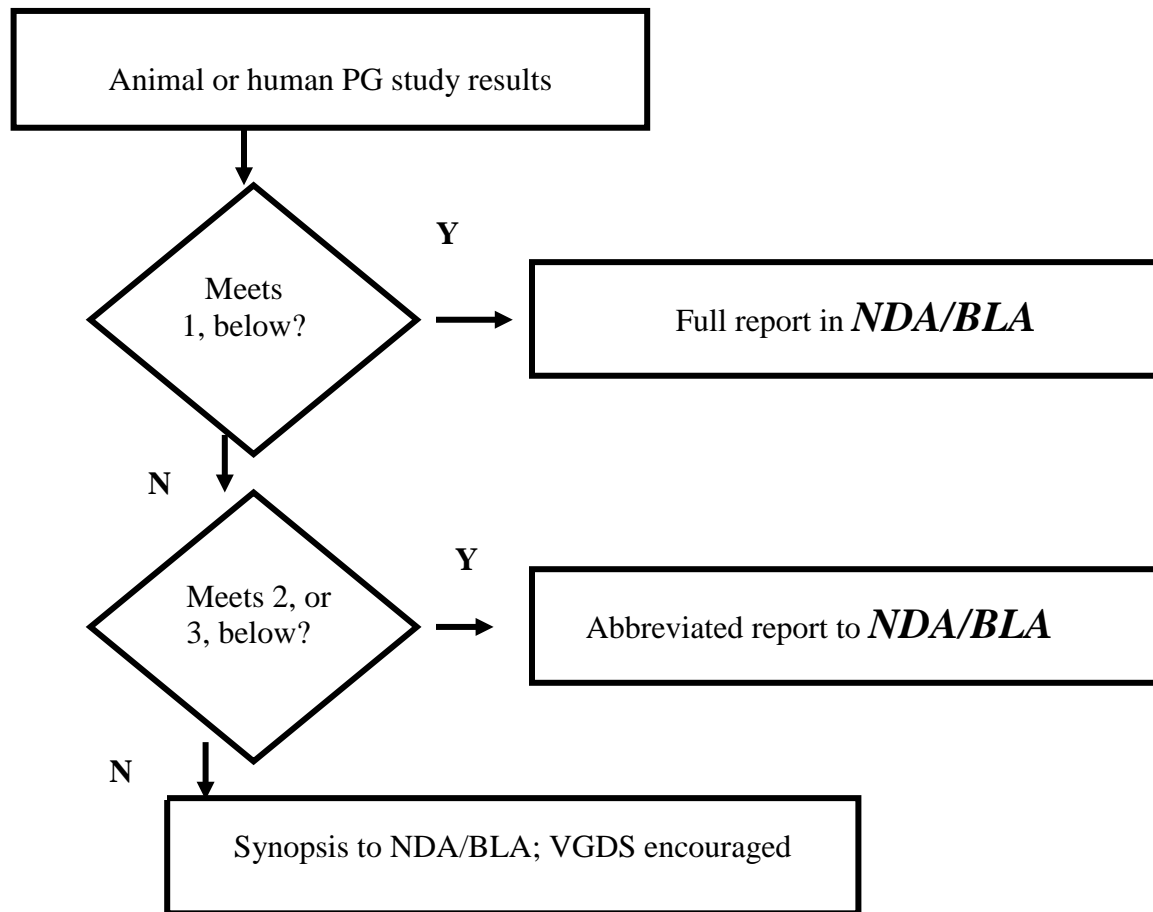 Animal or human PG study results
Y
Meets
1, below?
Full report in NDA/BLA
N
Y
Meets 2, or
3, below?
Abbreviated report to NDA/BLA
N
Synopsis to NDA/BLA; VGDS encouraged